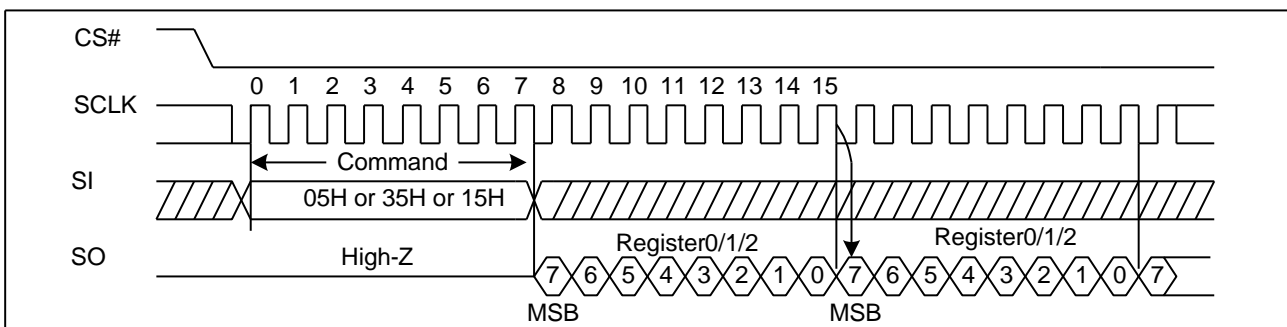 CS#
0 1 2 3 4 5 6 7 8 9 10 11 12 13 14 15
SCLK
Command
SI
05H or 35H or 15H
Register0/1/2 Register0/1/2
SO
High-Z
7 6 5 4 3 2 1 0 7 6 5 4 3 2 1 0 7
MSB MSB